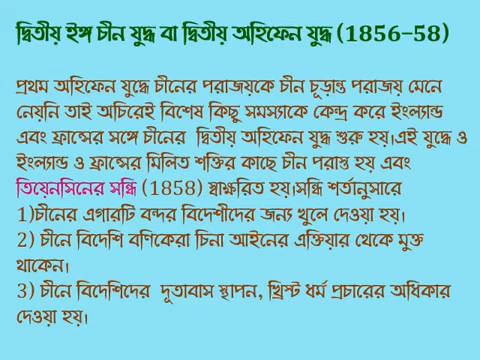 দ্বিতীয় ইঙ্গ চীন যুদ্ধ বা দ্বিতীয় অহিফেন যুদ্ধ (1856-58)
প্রথম অহিফেন যুদ্ধে চীনের পরাজয়কে চীন চূড়ান্ত পরাজয় মেনে
নেয়নি তাই অচিরেই বিশেষ কিছু সমস্যাকে কেন্দ্র করে ইংল্যান্ড
এবং ফ্রান্সের সঙ্গে চীনের দ্বিতীয় অহিফেন যুদ্ধ শুরু হয়।এই যুদ্ধে ও
ইংল্যান্ড ও ফ্রান্সের মিলিত শক্তির কাছে চীন পরাস্ত হয় এবং
তিয়েনসিনের সন্ধি (1858) স্বাক্ষরিত হয়।সন্ধি শর্তানুসারে
1)চীনের এগারটি বন্দর বিদেশীদের জন্য খুলে দেওয়া হয়।
2) চীনে বিদেশি বণিকেরা চিনা আইনের এক্তিয়ার থেকে মুক্ত
থাকেন।
3) চীনে বিদেশিদের দূতাবাস স্থাপন, খ্রিস্ট ধর্ম প্রচারের অধিকার
দেওয়া হয়।